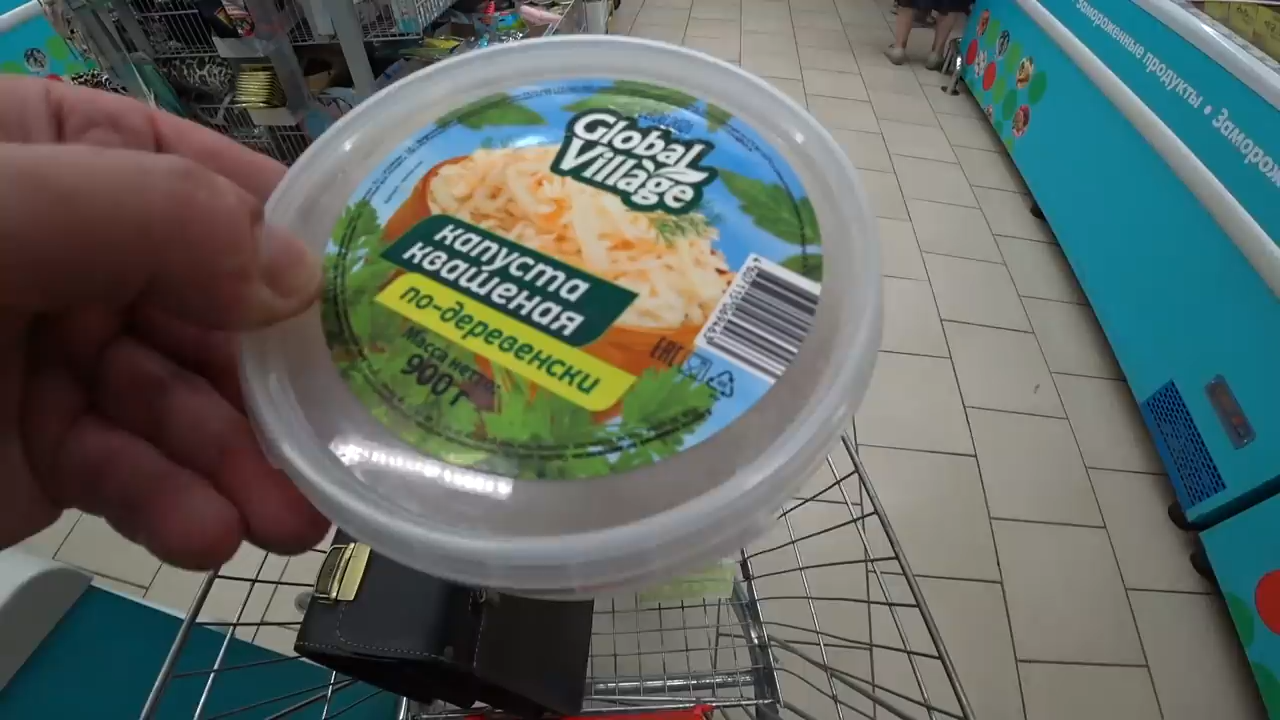 Global
Village
капуста
квашеная
по-деревенски
Масса нетто:
900 г
EAC
Замороженные продукты • Заморож